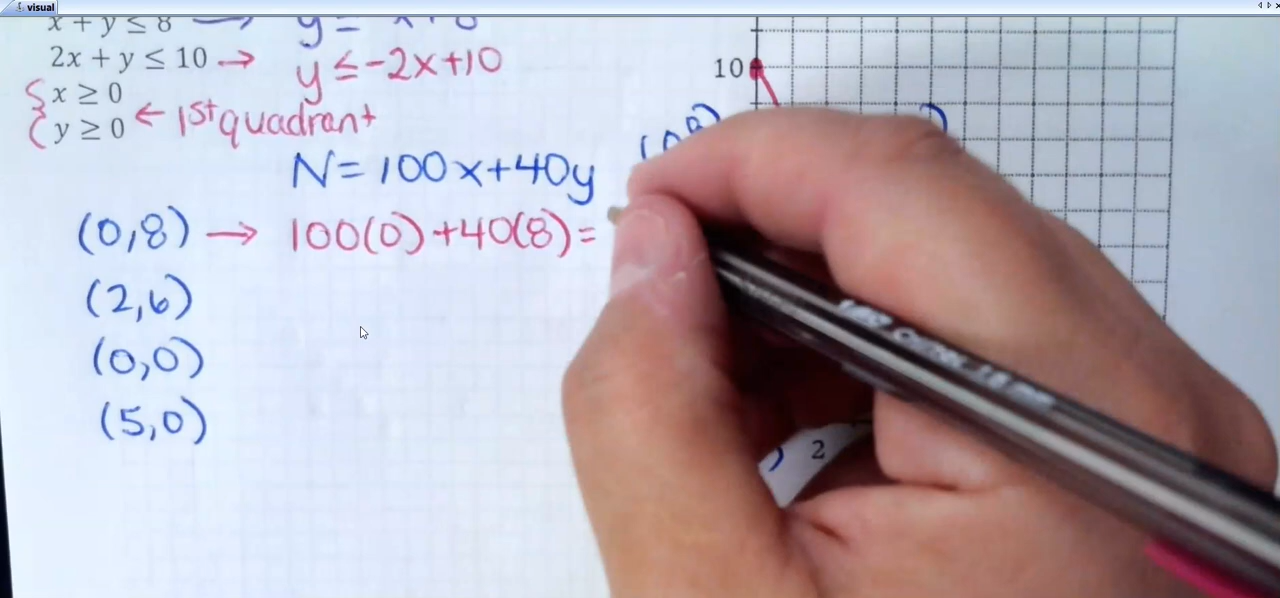 visual
x + y ≤ 8
2x + y ≤ 10 → y ≤ -2x+10
x ≥ 0
y ≥ 0 ← 1st quadrant
N = 100x+40y
(0,8) → 100(0)+40(8)=
(2,6)
(0,0)
(5,0)
10
2